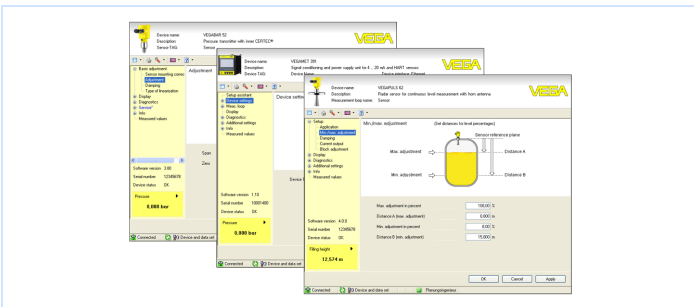 Device name VEGABAR 52
Description Pressure transmitter with inner CERTEC®
Sensor-TAG Sensor
VEGA
Basic adjustment
Sensor mounting correc
Adjustment
Damping
Type of linearisation
Display
Diagnostics
Service
Info
Measured values
Adjustment
Span
Zero
Software version 3.80
Serial number 12345678
Device status OK
Pressure
0,000 bar
Connected
Device and data set
Device name VEGAMET 391
Description Signal conditioning and power supply unit for 4 .. 20 mA and HART sensors
Device TAG Device Name Device interface: Ethernet
VEGA
Setup assistant
Device settings
Meas. loop
Display
Diagnostics
Additional settings
Info
Measured values
Software version 1.10
Serial number 10001400
Device status OK
Pressure
0,000 bar
Connected
Device and data set
Device name VEGAPULS 62
Description Radar sensor for continuous level measurement with horn antenna
Measurement loop name Sensor
VEGA
Setup
Application
Min./max. adjustment
Damping
Current output
Block adjustment
Display
Diagnostics
Additional settings
Info
Measured values
Min./max. adjustment (Set distances to level percentages)
Sensor reference plane
Max. adjustment
Distance A
Min. adjustment
Distance B
Max. adjustment in percent 100,00 %
Distance A (max. adjustment) 0,000 m
Min. adjustment in percent 0,00 %
Distance B (min. adjustment) 15,000 m
Software version 4.0.0
Serial number 12345678
Device status OK
Filling height
12,574 m
OK Cancel Apply
Connected
Device and data set
Planungsingenieur